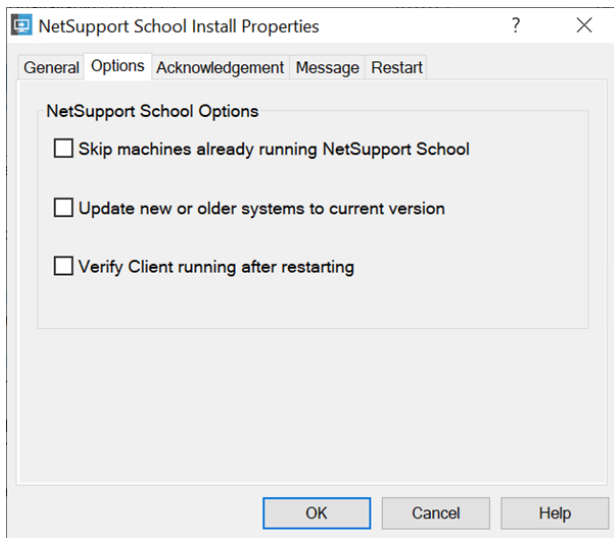 NetSupport School Install Properties ?
General Options Acknowledgement Message Restart
NetSupport School Options
Skip machines already running NetSupport School
Update new or older systems to current version
Verify Client running after restarting
OK Cancel Help